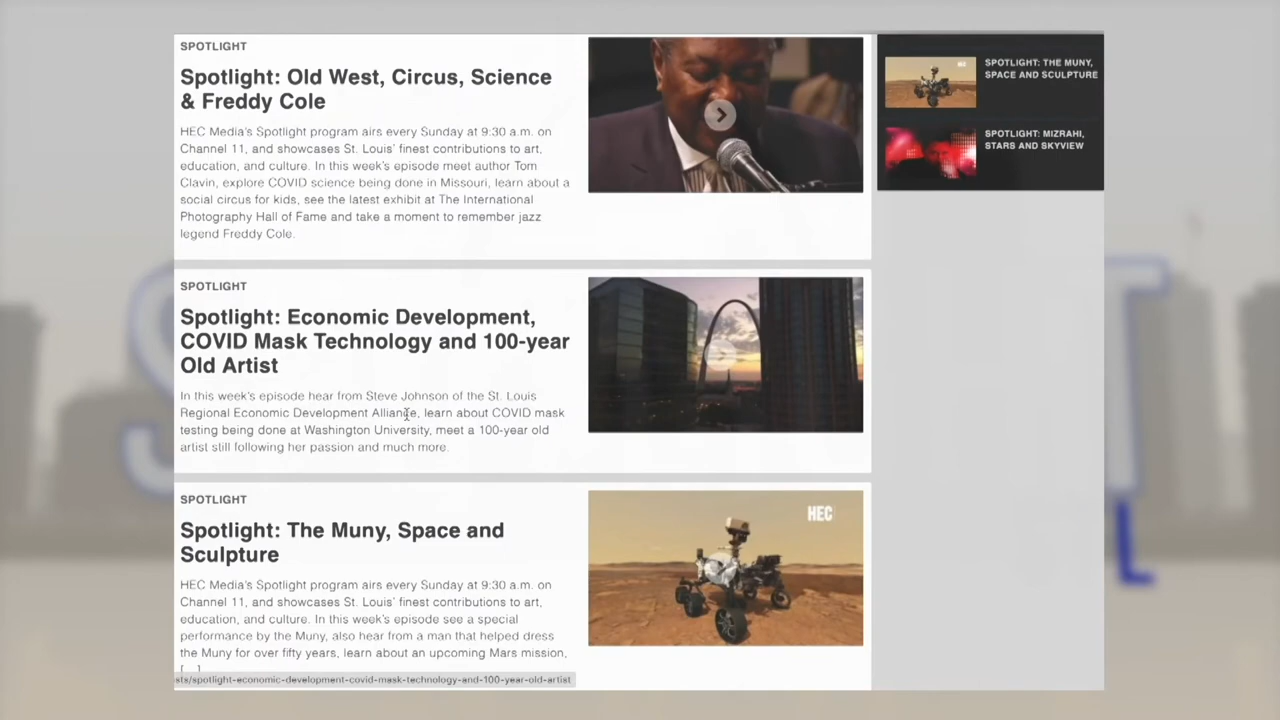 SPOTLIGHT
Spotlight: Old West, Circus, Science
& Freddy Cole
HEC Media's Spotlight program airs every Sunday at 9:30 a.m. on
Channel 11, and showcases St. Louis' finest contributions to art,
education, and culture. In this week's episode meet author Tom
Clavin, explore COVID science being done in Missouri, learn about a
social circus for kids, see the latest exhibit at The International
Photography Hall of Fame and take a moment to remember jazz
legend Freddy Cole.
SPOTLIGHT
Spotlight: Economic Development,
COVID Mask Technology and 100-year
Old Artist
In this week's episode hear from Steve Johnson of the St. Louis
Regional Economic Development Alliance, learn about COVID mask
testing being done at Washington University, meet a 100-year old
artist still following her passion and much more.
SPOTLIGHT
Spotlight: The Muny, Space and
Sculpture
HEC Media's Spotlight program airs every Sunday at 9:30 a.m. on
Channel 11, and showcases St. Louis' finest contributions to art,
education, and culture. In this week's episode see a special
performance by the Muny, also hear from a man that helped dress
the Muny for over fifty years, learn about an upcoming Mars mission,
[…]
sts/spotlight-economic-development-covid-mask-technology-and-100-year-old-artist
HEC
SPOTLIGHT: THE MUNY,
SPACE AND SCULPTURE
SPOTLIGHT: MIZRAHI,
STARS AND SKYVIEW